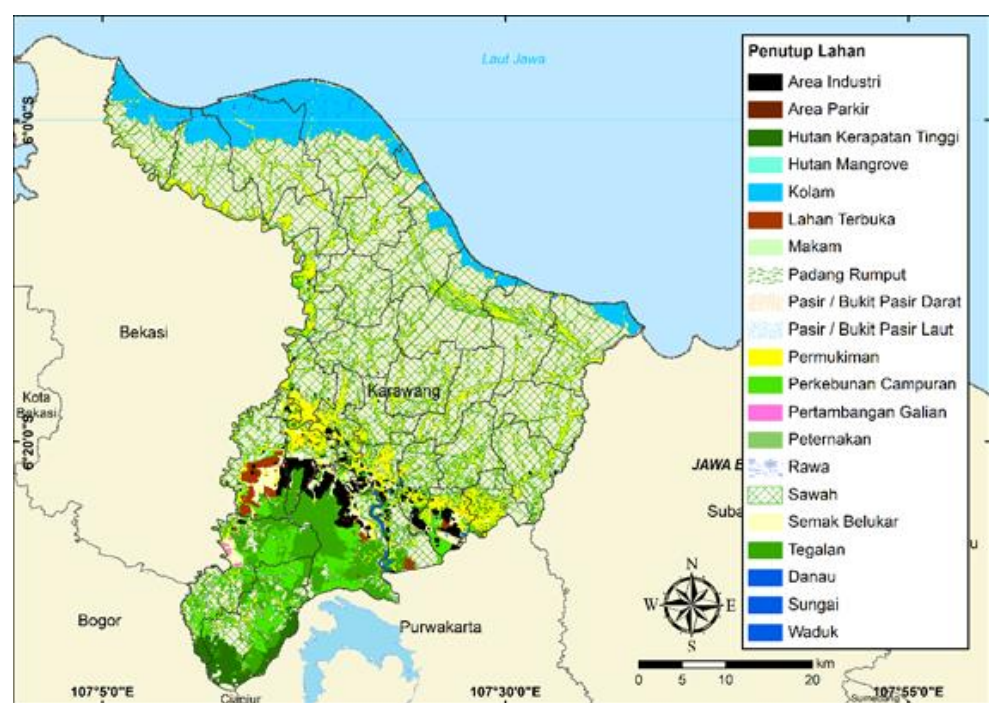 Laut Jawa
6°0'0"S
Bekasi
Kota
Bekasi
Karawang
6°20'0"S
JAWA B
Suba
u
Bogor
Purwakarta
Cianjur
Sumedang
N
W
E
S
km
0 5 10 20
107°5'0"E
107°30'0"E
107°55'0"E
Penutup Lahan
Area Industri
Area Parkir
Hutan Kerapatan Tinggi
Hutan Mangrove
Kolam
Lahan Terbuka
Makam
Padang Rumput
Pasir / Bukit Pasir Darat
Pasir / Bukit Pasir Laut
Permukiman
Perkebunan Campuran
Pertambangan Galian
Peternakan
Rawa
Sawah
Semak Belukar
Tegalan
Danau
Sungai
Waduk